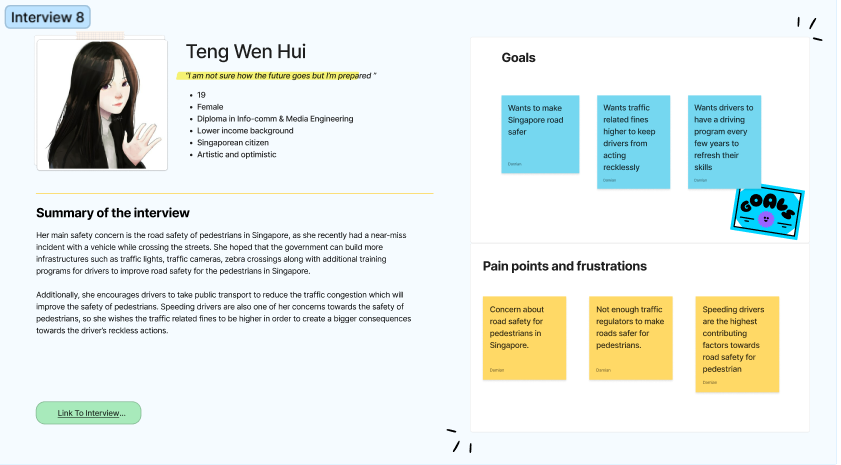 Interview 8
Teng Wen Hui
"I am not sure how the future goes but I'm prepared "
• 19
• Female
• Diploma in Info-comm & Media Engineering
• Lower income background
• Singaporean citizen
• Artistic and optimistic
Summary of the interview
Her main safety concern is the road safety of pedestrians in Singapore, as she recently had a near-miss
incident with a vehicle while crossing the streets. She hoped that the government can build more
infrastructures such as traffic lights, traffic cameras, zebra crossings along with additional training
programs for drivers to improve road safety for the pedestrians in Singapore.
Additionally, she encourages drivers to take public transport to reduce the traffic congestion which will
improve the safety of pedestrians. Speeding drivers are also one of her concerns towards the safety of
pedestrians, so she wishes the traffic related fines to be higher in order to create a bigger consequences
towards the driver's reckless actions.
Link To Interview...
Goals
Wants to make
Singapore road
safer
Damian
Wants traffic
related fines
higher to keep
drivers from
acting
recklessly
Damian
Wants drivers to
have a driving
program every
few years to
refresh their
skills
Damian
GOALS
Pain points and frustrations
Concern about
road safety for
pedestrians in
Singapore.
Damian
Not enough traffic
regulators to make
roads safer for
pedestrians.
Damian
Speeding drivers
are the highest
contributing
factors towards
road safety for
pedestrian
Damian